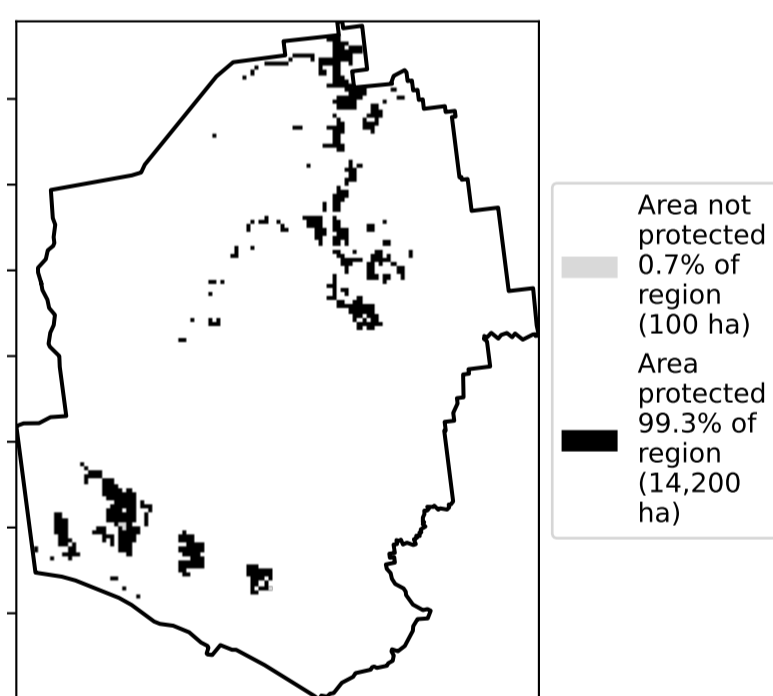 Area not
protected
0.7% of
region
(100 ha)
Area
protected
99.3% of
region
(14,200
ha)